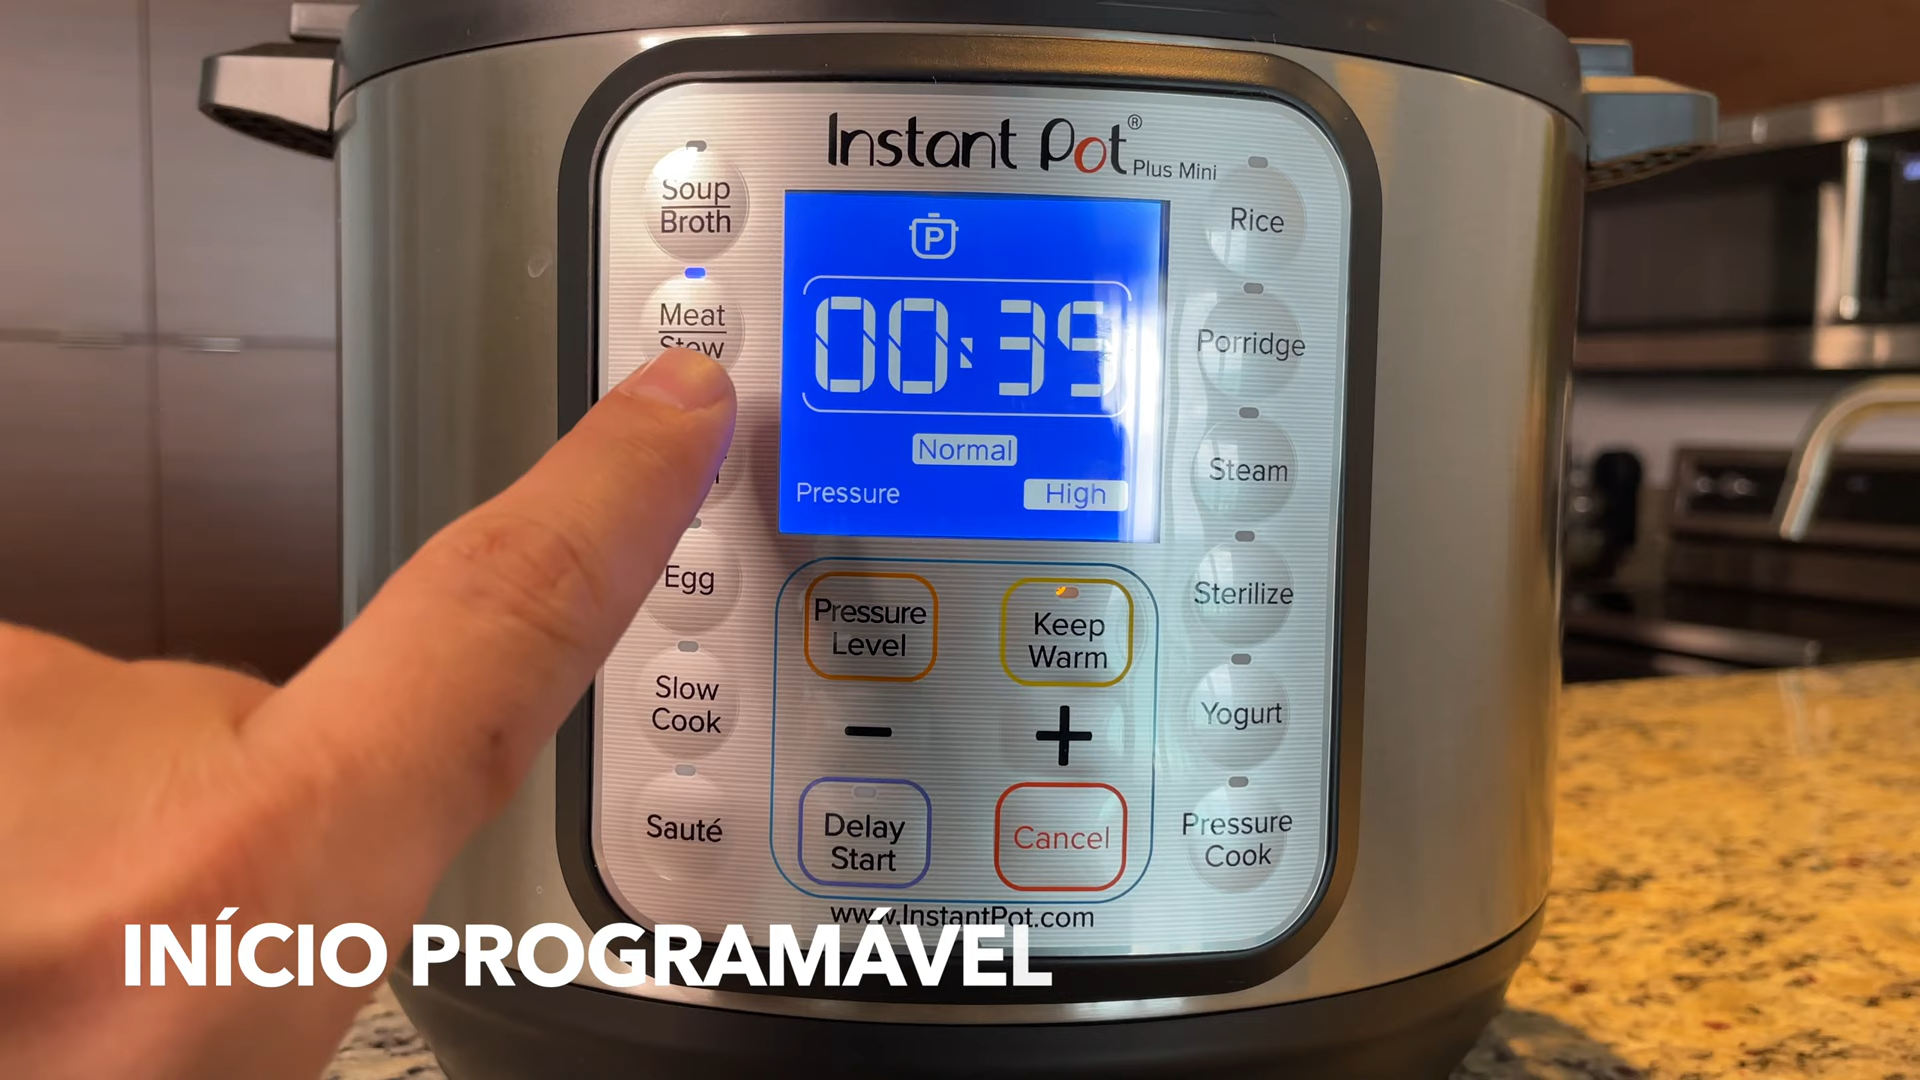 Instant Pot®
Plus Mini
Soup
Broth
Meat
Stew
Egg
Slow
Cook
Sauté
P
00:39
Normal
Pressure High
Pressure
Level
Keep
Warm
−
+
Delay
Start
Cancel
Rice
Porridge
Steam
Sterilize
Yogurt
Pressure
Cook
www.InstantPot.com
INÍCIO PROGRAMÁVEL